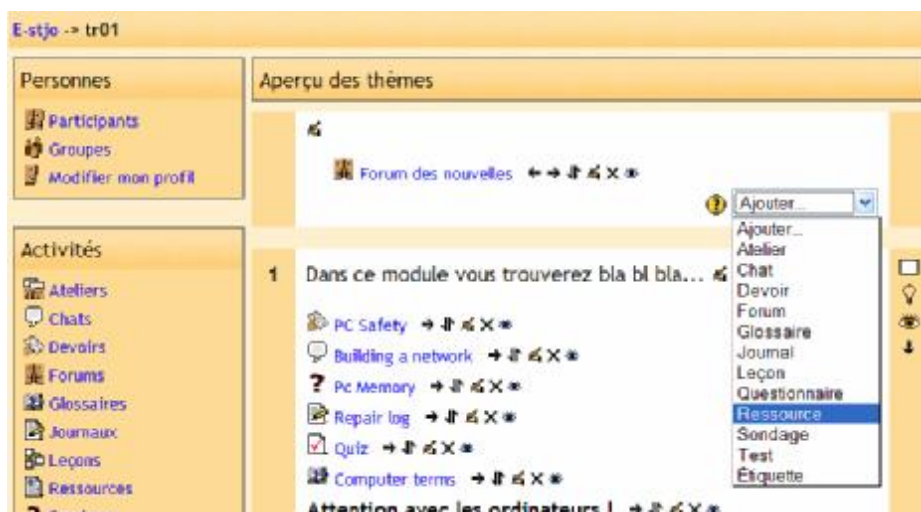 E-stjo -> tr01
Personnes
Participants
Groupes
Modifier mon profil
Activités
Ateliers
Chats
Devoirs
Forums
Glossaires
Journaux
Leçons
Ressources
Aperçu des thèmes
Forum des nouvelles
Ajouter...
Ajouter...
Atelier
Chat
Devoir
Forum
Glossaire
Journal
Leçon
Questionnaire
Ressource
Sondage
Test
Étiquette
1 Dans ce module vous trouverez bla bl bla...
PC Safety
Building a network
Pc Memory
Repair log
Quiz
Computer terms
Attention avec les ordinateurs !